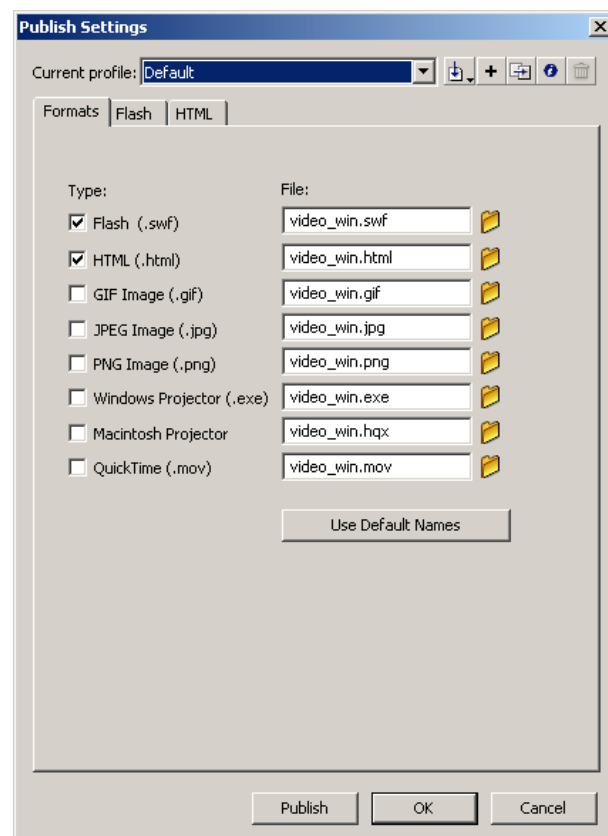 Publish Settings
Current profile: Default
Formats Flash HTML
Type: File:
Flash (.swf) video_win.swf
HTML (.html) video_win.html
GIF Image (.gif) video_win.gif
JPEG Image (.jpg) video_win.jpg
PNG Image (.png) video_win.png
Windows Projector (.exe) video_win.exe
Macintosh Projector video_win.hqx
QuickTime (.mov) video_win.mov
Use Default Names
Publish OK Cancel